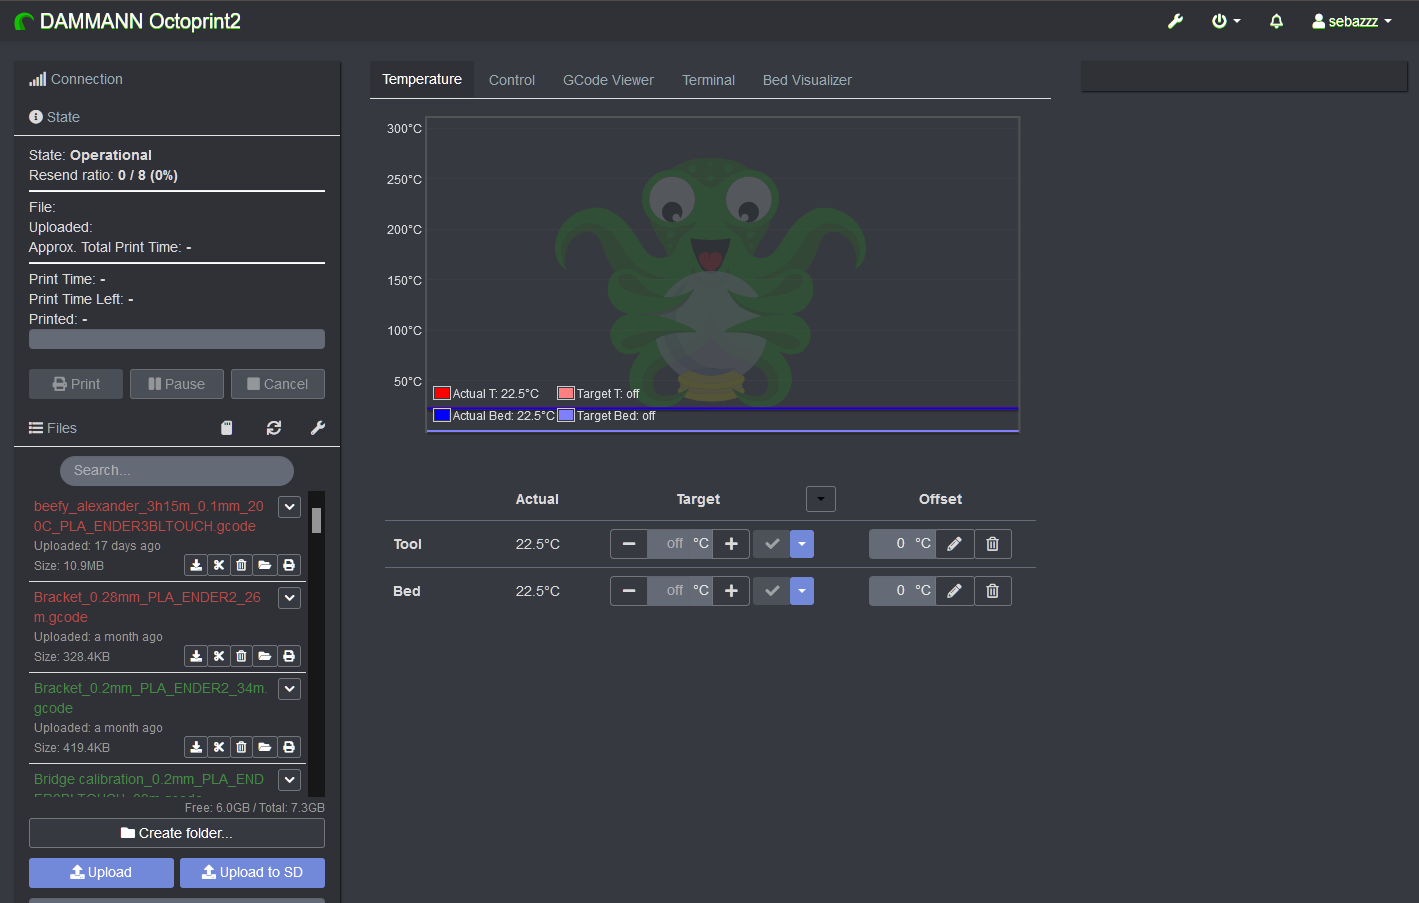 DAMMANN Octoprint2
sebazzz
Connection
State
State: Operational
Resend ratio: 0 / 8 (0%)
File:
Uploaded:
Approx. Total Print Time: -
Print Time: -
Print Time Left: -
Printed: -
Print Pause Cancel
Files
Search...
beefy_alexander_3h15m_0.1mm_20
0C_PLA_ENDER3BLTOUCH.gcode
Uploaded: 17 days ago
Size: 10.9MB
Bracket_0.28mm_PLA_ENDER2_26
m.gcode
Uploaded: a month ago
Size: 328.4KB
Bracket_0.2mm_PLA_ENDER2_34m.
gcode
Uploaded: a month ago
Size: 419.4KB
Bridge calibration_0.2mm_PLA_END
Free: 6.0GB / Total: 7.3GB
Create folder...
Upload Upload to SD
Temperature Control GCode Viewer Terminal Bed Visualizer
300°C
250°C
200°C
150°C
100°C
50°C
Actual T: 22.5°C Target T: off
Actual Bed: 22.5°C Target Bed: off
Actual Target Offset
Tool 22.5°C off °C 0 °C
Bed 22.5°C off °C 0 °C